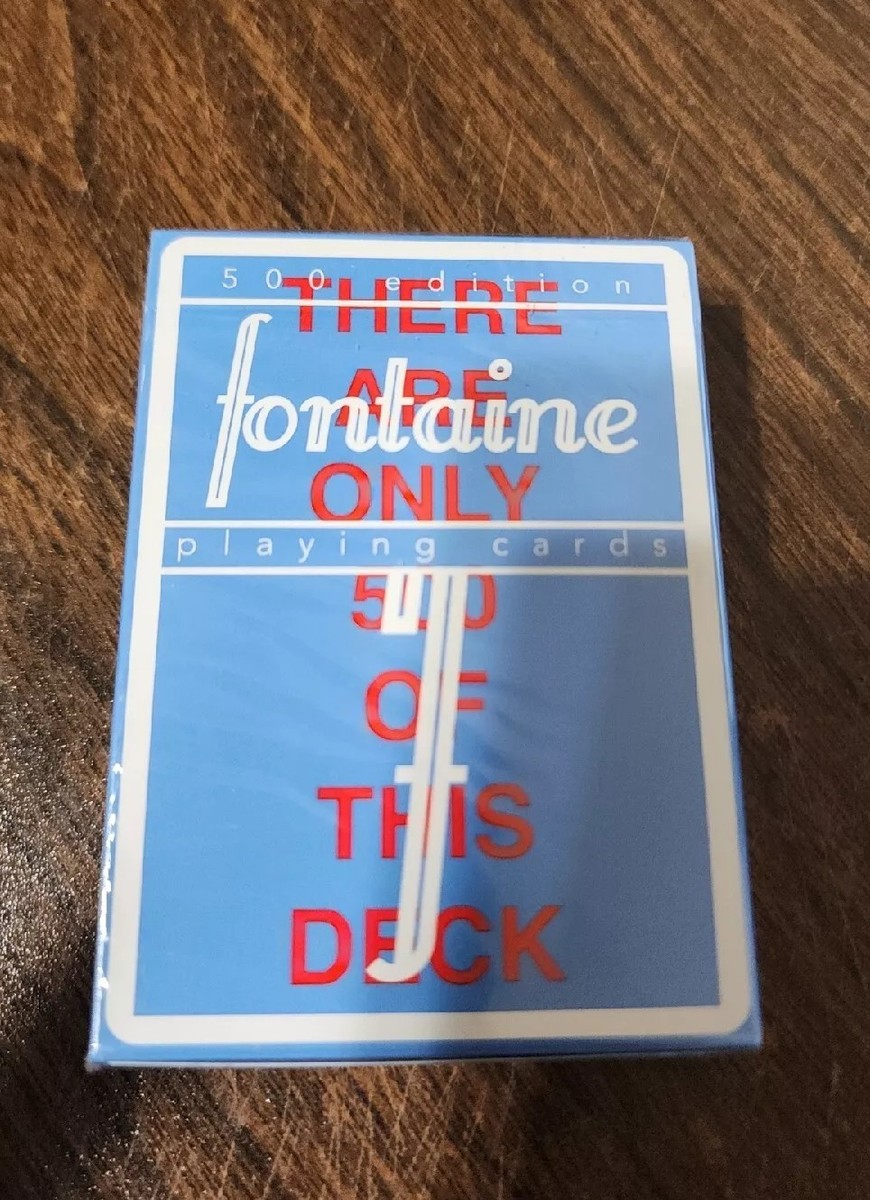 500 edition
THERE
ARE
fontaine
ONLY
playing cards
500
OF
THIS
DECK
f